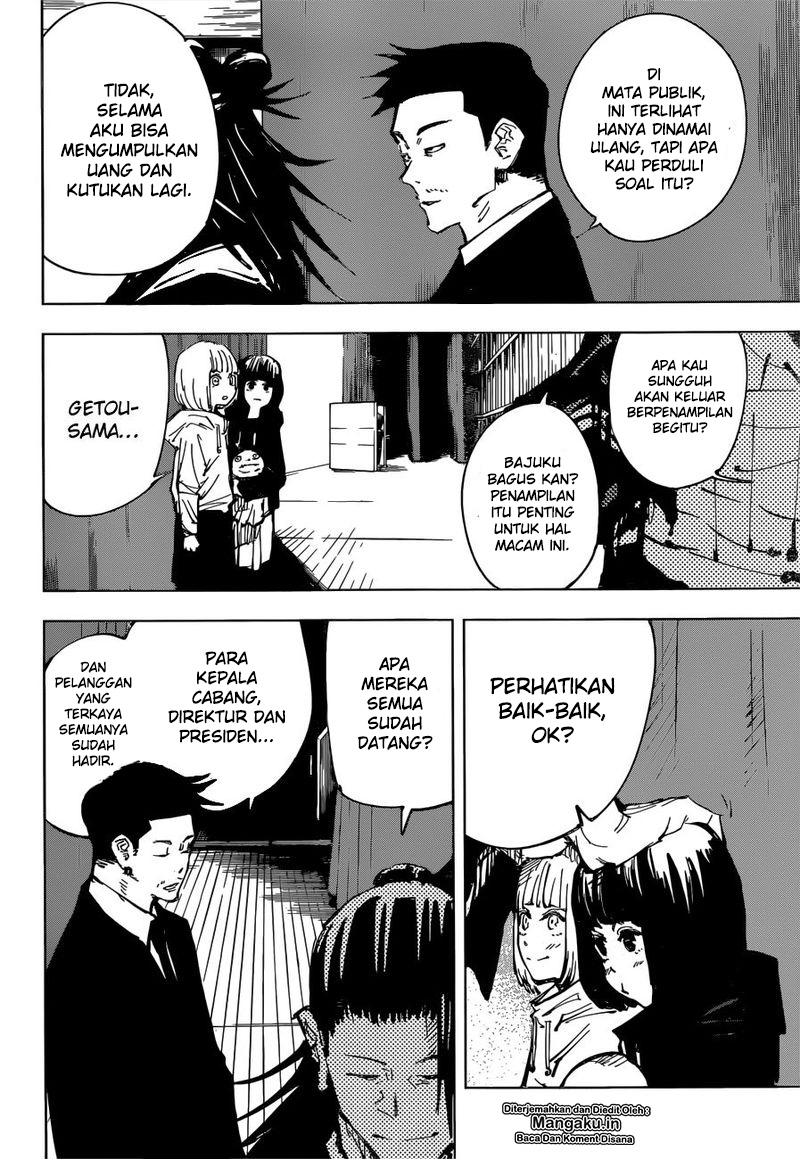 DI
MATA PUBLIK,
INI TERLIHAT
HANYA DINAMAI
ULANG, TAPI APA
KAU PERDULI
SOAL ITU?
TIDAK,
SELAMA
AKU BISA
MENGUMPULKAN
UANG DAN
KUTUKAN LAGI.
APA KAU
SUNGGUH
AKAN KELUAR
BERPENAMPILAN
BEGITU?
BAJUKU
BAGUS KAN?
PENAMPILAN
ITU PENTING
UNTUK HAL
MACAM INI.
GETOU-
SAMA...
PERHATIKAN
BAIK-BAIK,
OK?
APA
MEREKA
SEMUA
SUDAH
DATANG?
PARA
KEPALA
CABANG,
DIREKTUR DAN
PRESIDEN...
DAN
PELANGGAN
YANG
TERKAYA
SEMUANYA
SUDAH
HADIR.
Diterjemahkan dan Diedit Oleh :
Mangaku.in
Baca Dan Koment Disana